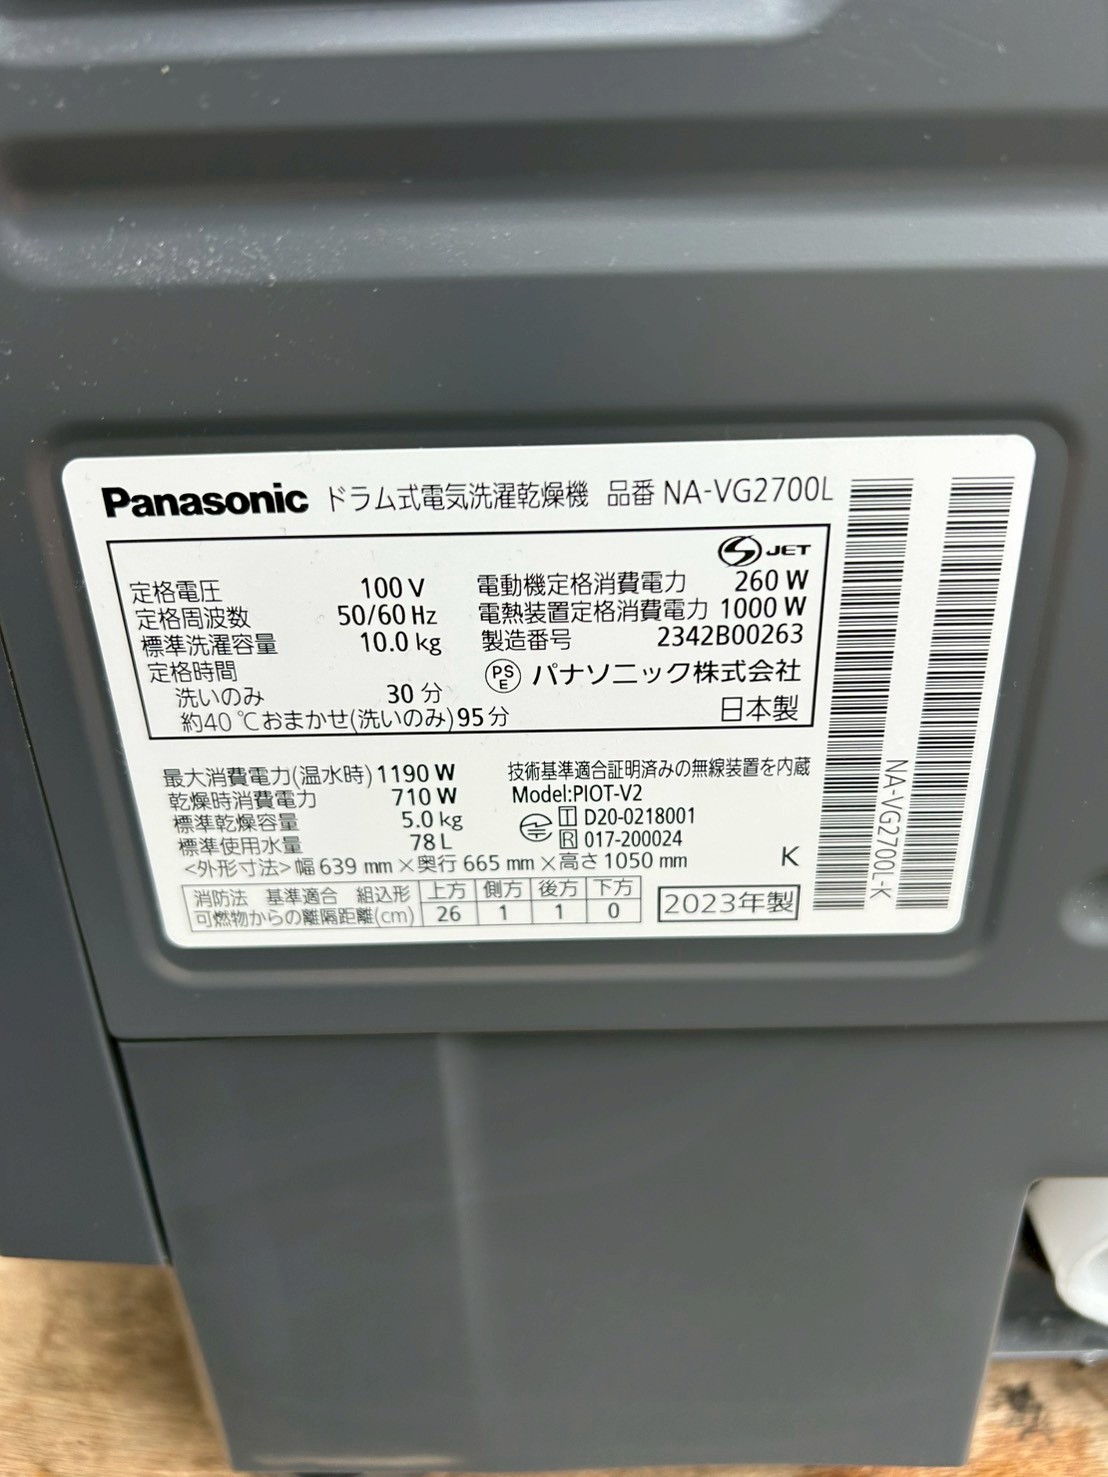 Panasonic ドラム式電気洗濯乾燥機 品番 NA-VG2700L
S JET
定格電圧 100 V
定格周波数 50/60 Hz
標準洗濯容量 10.0 kg
定格時間
洗いのみ 30 分
約40℃おまかせ(洗いのみ) 95 分
電動機定格消費電力 260 W
電熱装置定格消費電力 1000 W
製造番号 2342B00263
PSE パナソニック株式会社
日本製
最大消費電力(温水時) 1190 W
乾燥時消費電力 710 W
標準乾燥容量 5.0 kg
標準使用水量 78 L
<外形寸法> 幅 639 mm × 奥行 665 mm × 高さ 1050 mm
技術基準適合証明済みの無線装置を内蔵
Model:PIOT-V2
T D20-0218001
R 017-200024
K
消防法 基準適合 組込形 上方 側方 後方 下方
可燃物からの離隔距離(cm) 26 1 1 0
2023年製
NA-VG2700L-K